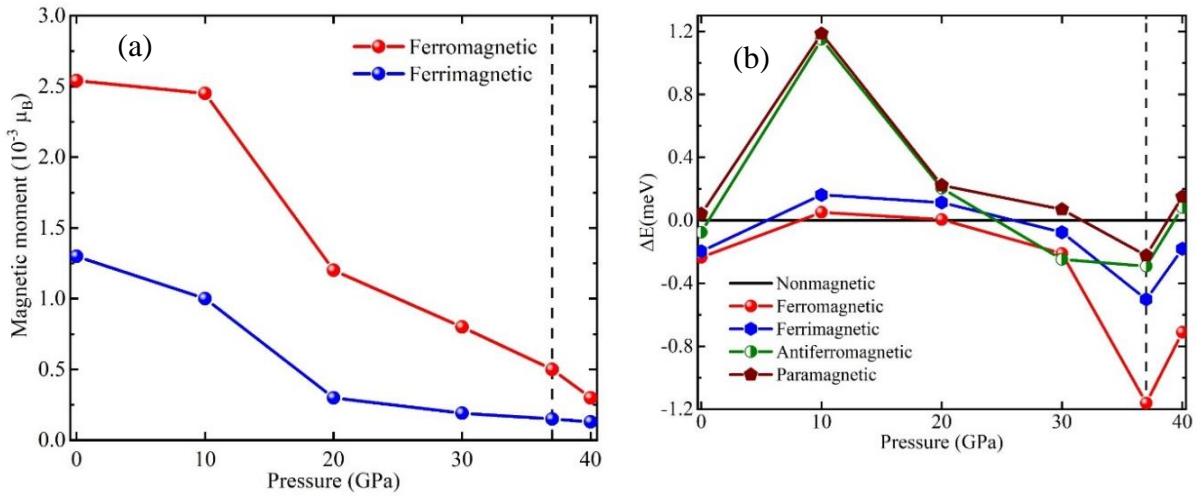 (a)
Ferromagnetic
Ferrimagnetic
3.0
2.5
2.0
1.5
1.0
0.5
0.0
Magnetic moment (10⁻³ μ_B)
0 10 20 30 40
Pressure (GPa)
(b)
1.2
0.8
0.4
0.0
-0.4
-0.8
-1.2
ΔE(meV)
Nonmagnetic
Ferromagnetic
Ferrimagnetic
Antiferromagnetic
Paramagnetic
0 10 20 30 40
Pressure (GPa)